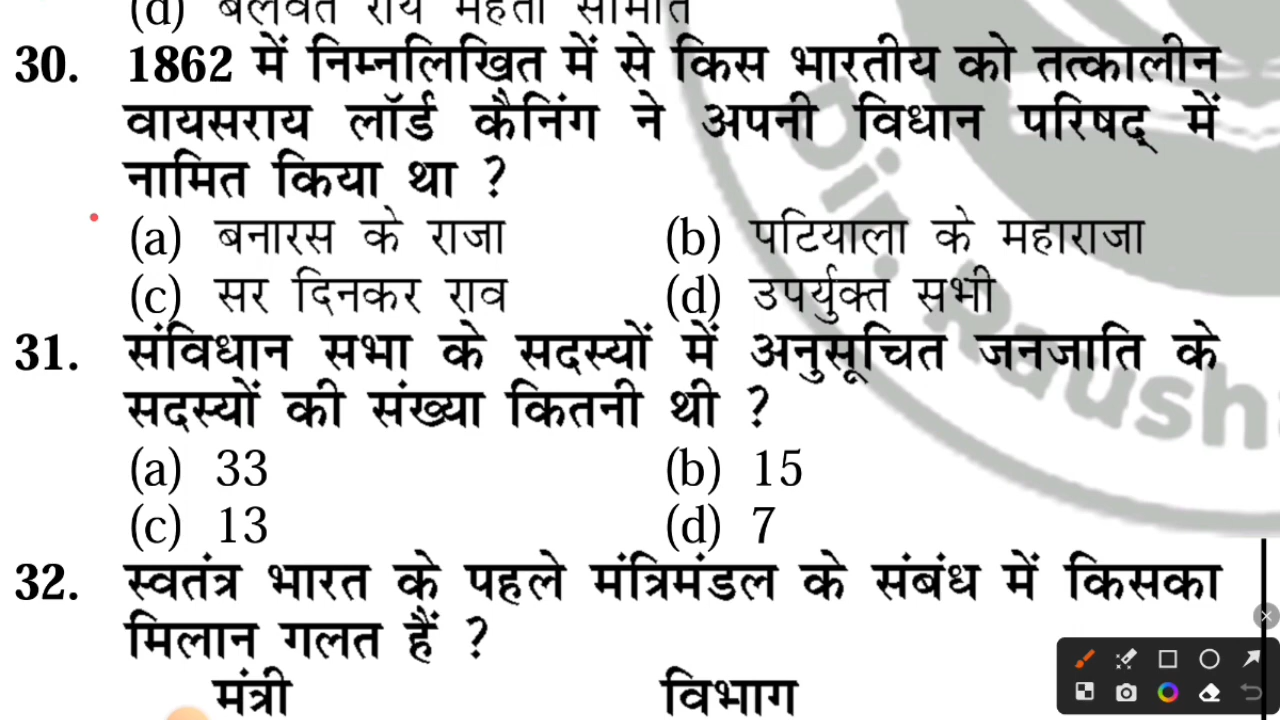 (d) बलवंत राय मेहता समिति
30. 1862 में निम्नलिखित में से किस भारतीय को तत्कालीन
वायसराय लॉर्ड कैनिंग ने अपनी विधान परिषद् में
नामित किया था ?
(a) बनारस के राजा (b) पटियाला के महाराजा
(c) सर दिनकर राव (d) उपर्युक्त सभी
31. संविधान सभा के सदस्यों में अनुसूचित जनजाति के
सदस्यों की संख्या कितनी थी ?
(a) 33 (b) 15
(c) 13 (d) 7
32. स्वतंत्र भारत के पहले मंत्रिमंडल के संबंध में किसका
मिलान गलत हैं ?
मंत्री विभाग